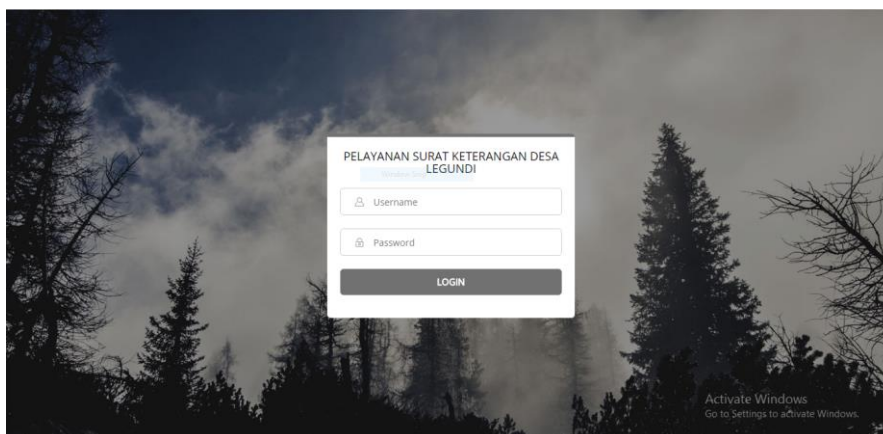 PELAYANAN SURAT KETERANGAN DESA
LEGUNDI
Username
Password
LOGIN
Activate Windows
Go to Settings to activate Windows.